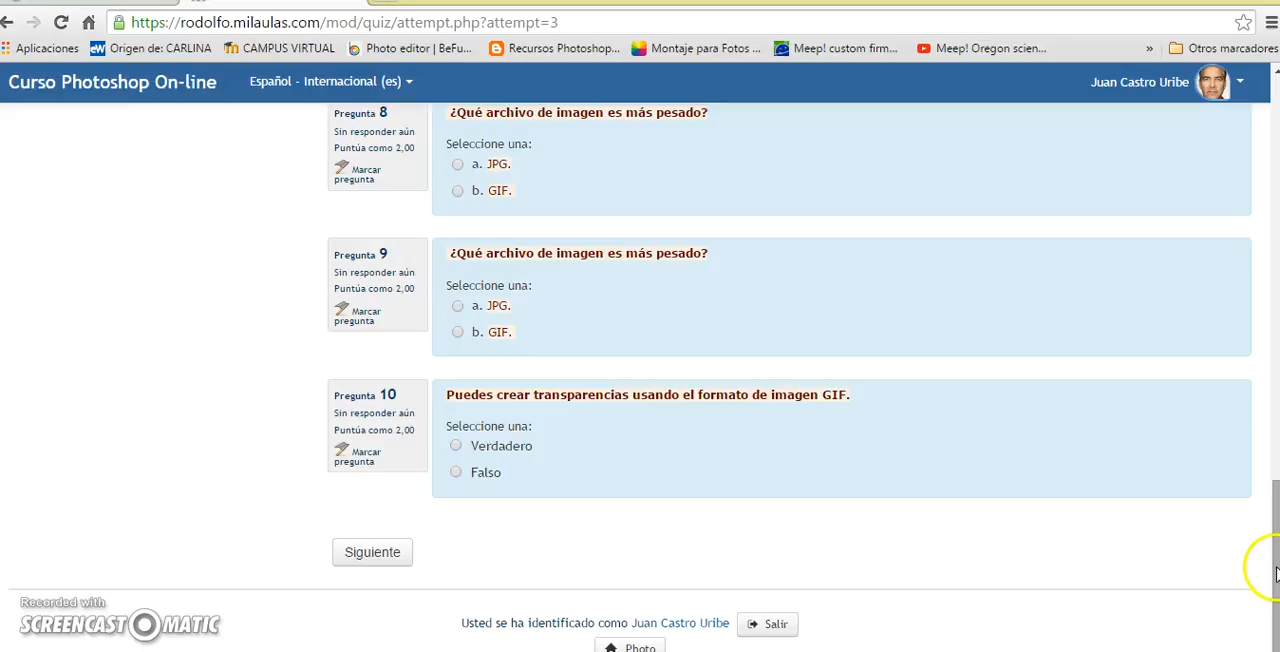 https://rodolfo.milaulas.com/mod/quiz/attempt.php?attempt=3
Aplicaciones eW Origen de: CARLINA CAMPUS VIRTUAL Photo editor | BeFu... Recursos Photoshop... Montaje para Fotos ... Meep! custom firm... Meep! Oregon scien... » Otros marcadores
Curso Photoshop On-line Español - Internacional (es) Juan Castro Uribe
Pregunta 8
Sin responder aún
Puntúa como 2,00
Marcar
pregunta
¿Qué archivo de imagen es más pesado?
Seleccione una:
a. JPG.
b. GIF.
Pregunta 9
Sin responder aún
Puntúa como 2,00
Marcar
pregunta
¿Qué archivo de imagen es más pesado?
Seleccione una:
a. JPG.
b. GIF.
Pregunta 10
Sin responder aún
Puntúa como 2,00
Marcar
pregunta
Puedes crear transparencias usando el formato de imagen GIF.
Seleccione una:
Verdadero
Falso
Siguiente
Recorded with
SCREENCAST MATIC
Usted se ha identificado como Juan Castro Uribe Salir
Photo